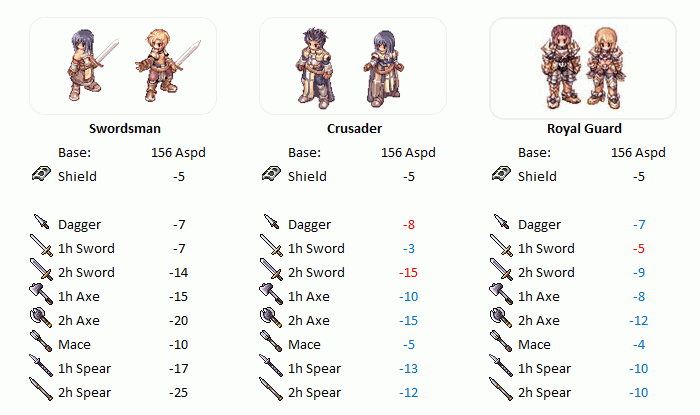 Swordsman Crusader Royal Guard
Base: 156 Aspd Base: 156 Aspd Base: 156 Aspd
Shield -5 Shield -5 Shield -5
Dagger -7 Dagger -8 Dagger -7
1h Sword -7 1h Sword -3 1h Sword -5
2h Sword -14 2h Sword -15 2h Sword -9
1h Axe -15 1h Axe -10 1h Axe -8
2h Axe -20 2h Axe -15 2h Axe -12
Mace -10 Mace -5 Mace -4
1h Spear -17 1h Spear -13 1h Spear -10
2h Spear -25 2h Spear -12 2h Spear -10